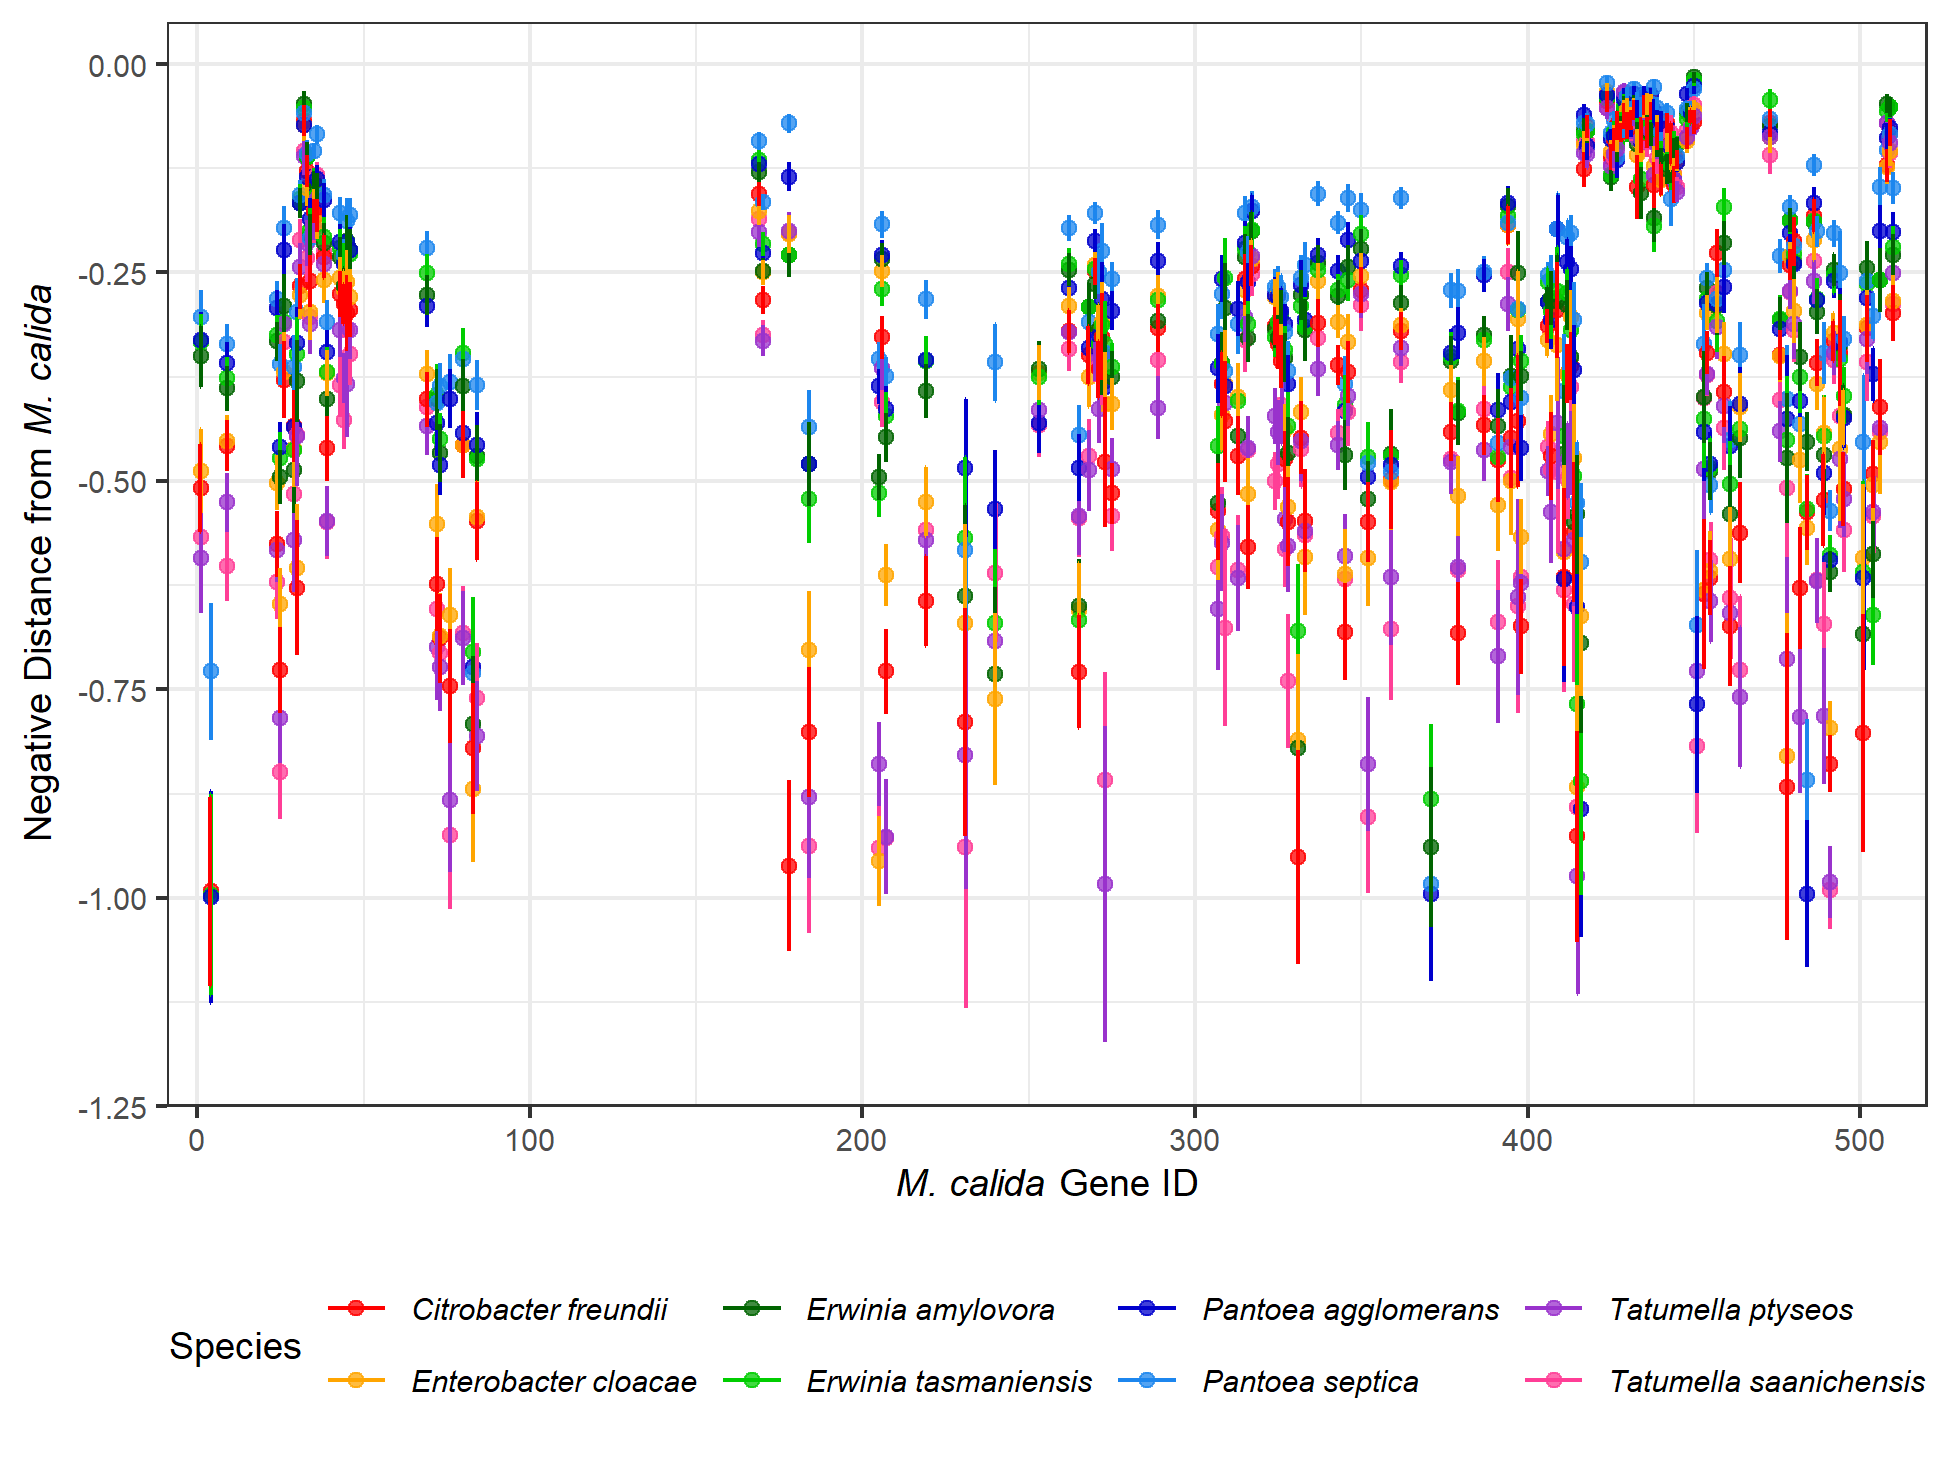 0.00
-0.25
-0.50
-0.75
-1.00
-1.25
Negative Distance from M. calida
0 100 200 300 400 500
M. calida Gene ID
Species
Citrobacter freundii Erwinia amylovora Pantoea agglomerans Tatumella ptyseos
Enterobacter cloacae Erwinia tasmaniensis Pantoea septica Tatumella saanichensis